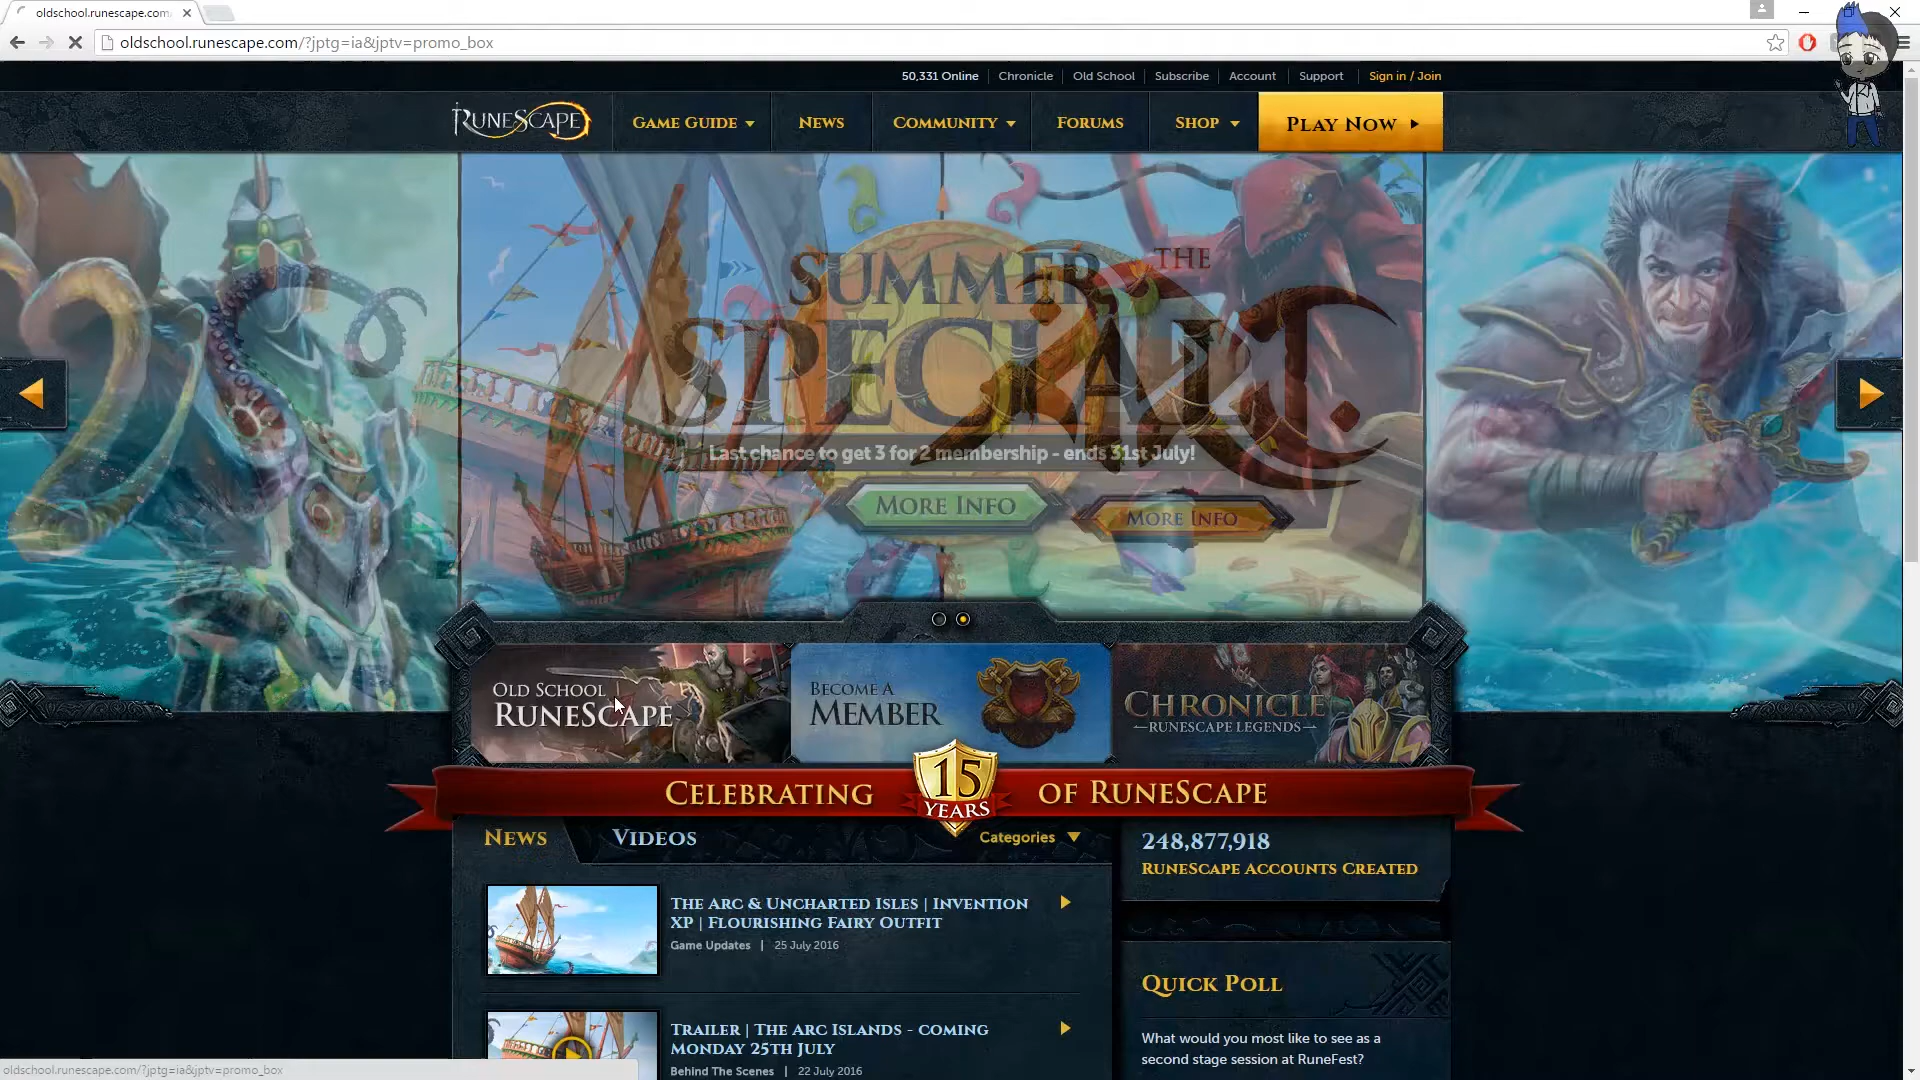 oldschool.runescape.com
oldschool.runescape.com/?jptg=ia&jptv=promo_box
50,331 Online
Chronicle
Old School
Subscribe
Account
Support
Sign in / Join
RuneScape
Game Guide
News
Community
Forums
Shop
Play Now
Summer
Special
The
Arc
Last chance to get 3 for 2 membership - ends 31st July!
More Info
More Info
Old School
RuneScape
Become a
Member
Chronicle
RuneScape Legends
Celebrating
15
Years
of RuneScape
News
Videos
Categories
248,877,918
RuneScape Accounts Created
The Arc & Uncharted Isles | Invention
XP | Flourishing Fairy Outfit
Game Updates | 25 July 2016
Quick Poll
Trailer | The Arc Islands - coming
Monday 25th July
Behind The Scenes | 22 July 2016
What would you most like to see as a
second stage session at RuneFest?
oldschool.runescape.com/?jptg=ia&jptv=promo_box